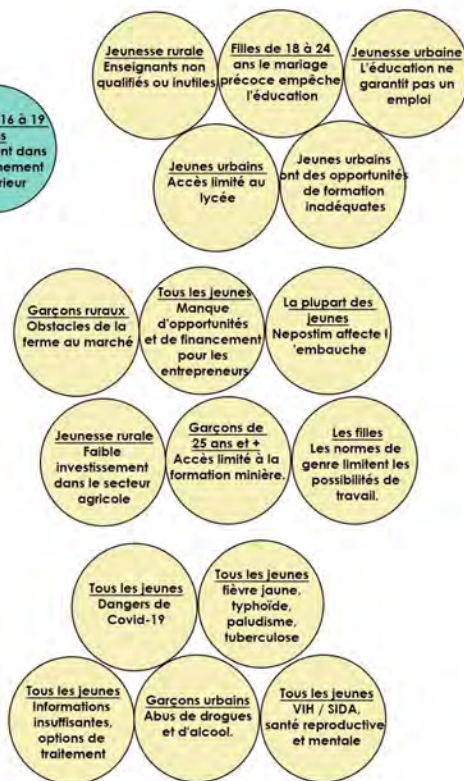 Jeunesse rurale
Enseignants non
qualifiés ou inutiles
Filles de 18 à 24
ans le mariage
précoce empêche
l'éducation
Jeunesse urbaine
L'éducation ne
garantit pas un
emploi
16 à 19
nt dans
nement
rieur
Jeunes urbains
Accès limité au
lycée
Jeunes urbains
ont des opportunités
de formation
inadéquates
Garçons ruraux
Obstacles de la
ferme au marché
Tous les jeunes
Manque
d'opportunités
et de financement
pour les
entrepreneurs
La plupart des
jeunes
Nepostim affecte l
'embauche
Jeunesse rurale
Faible
investissement
dans le secteur
agricole
Garçons de
25 ans et +
Accès limité à la
formation minière.
Les filles
Les normes de
genre limitent les
possibilités de
travail.
Tous les jeunes
Dangers de
Covid-19
Tous les jeunes
fièvre jaune,
typhoïde,
paludisme,
tuberculose
Tous les jeunes
Informations
insuffisantes,
options de
traitement
Garçons urbains
Abus de drogues
et d'alcool.
Tous les jeunes
VIH / SIDA,
santé reproductive
et mentale